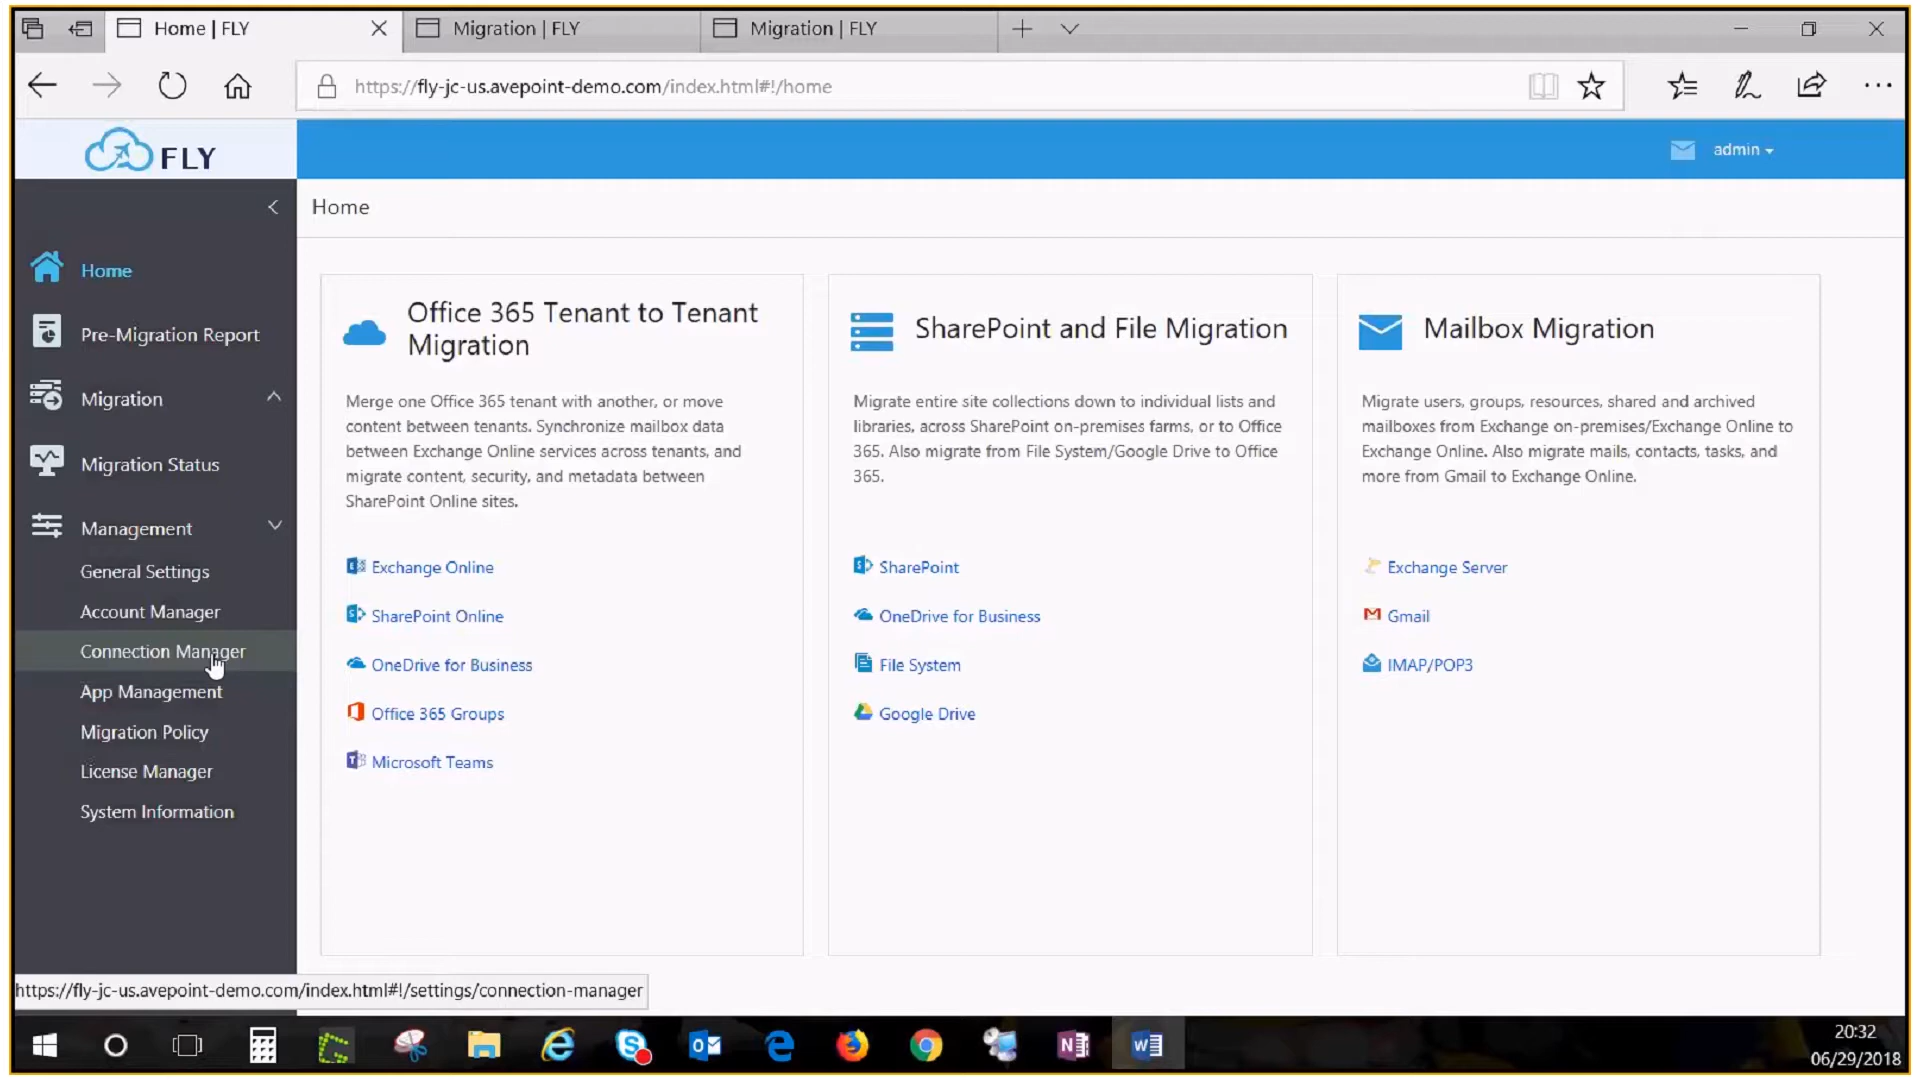 Home | FLY
Migration | FLY
Migration | FLY
https://fly-jc-us.avepoint-demo.com/index.html#!/home
FLY
admin
Home
Home
Pre-Migration Report
Migration
Migration Status
Management
General Settings
Account Manager
Connection Manager
App Management
Migration Policy
License Manager
System Information
Office 365 Tenant to Tenant
Migration
Merge one Office 365 tenant with another, or move
content between tenants. Synchronize mailbox data
between Exchange Online services across tenants, and
migrate content, security, and metadata between
SharePoint Online sites.
Exchange Online
SharePoint Online
OneDrive for Business
Office 365 Groups
Microsoft Teams
SharePoint and File Migration
Migrate entire site collections down to individual lists and
libraries, across SharePoint on-premises farms, or to Office
365. Also migrate from File System/Google Drive to Office
365.
SharePoint
OneDrive for Business
File System
Google Drive
Mailbox Migration
Migrate users, groups, resources, shared and archived
mailboxes from Exchange on-premises/Exchange Online to
Exchange Online. Also migrate mails, contacts, tasks, and
more from Gmail to Exchange Online.
Exchange Server
Gmail
IMAP/POP3
https://fly-jc-us.avepoint-demo.com/index.html#!/settings/connection-manager
20:32
06/29/2018